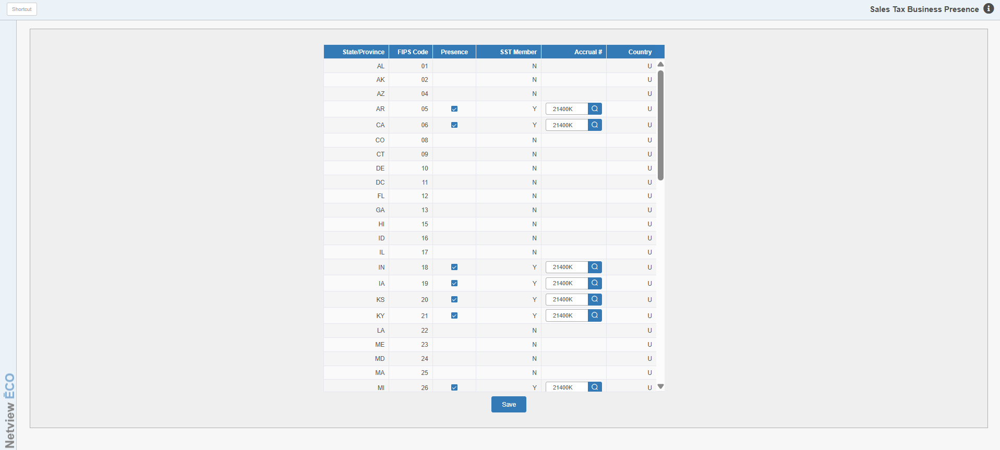 Shortcut
Sales Tax Business Presence
State/Province FIPS Code Presence SST Member Accrual # Country
AL 01 N U
AK 02 N U
AZ 04 N U
AR 05 Y 21400K U
CA 06 Y 21400K U
CO 08 N U
CT 09 N U
DE 10 N U
DC 11 N U
FL 12 N U
GA 13 N U
HI 15 N U
ID 16 N U
IL 17 N U
IN 18 Y 21400K U
IA 19 Y 21400K U
KS 20 Y 21400K U
KY 21 Y 21400K U
LA 22 N U
ME 23 N U
MD 24 N U
MA 25 N U
MI 26 Y 21400K U
Save
Netview ĒCO